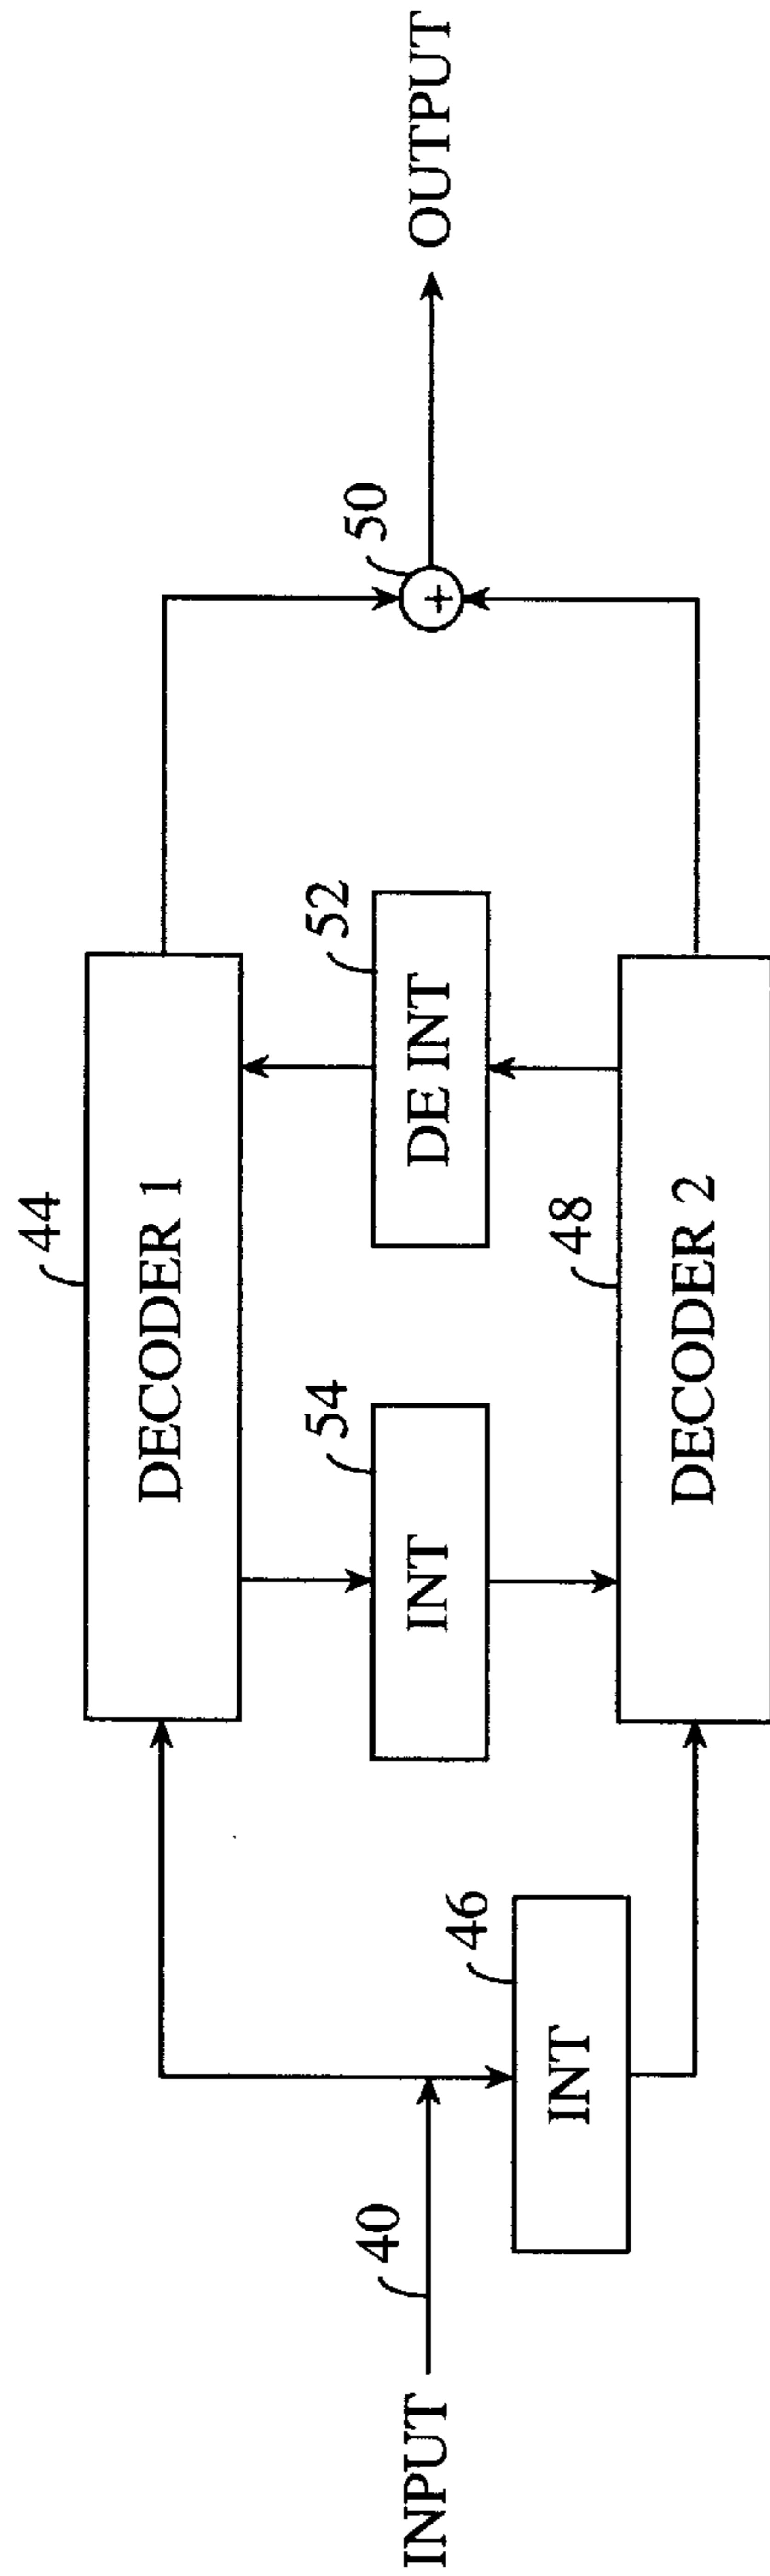 44
DECODER 1
INPUT
40
46
INT
54
INT
52
DE INT
50
OUTPUT
48
DECODER 2